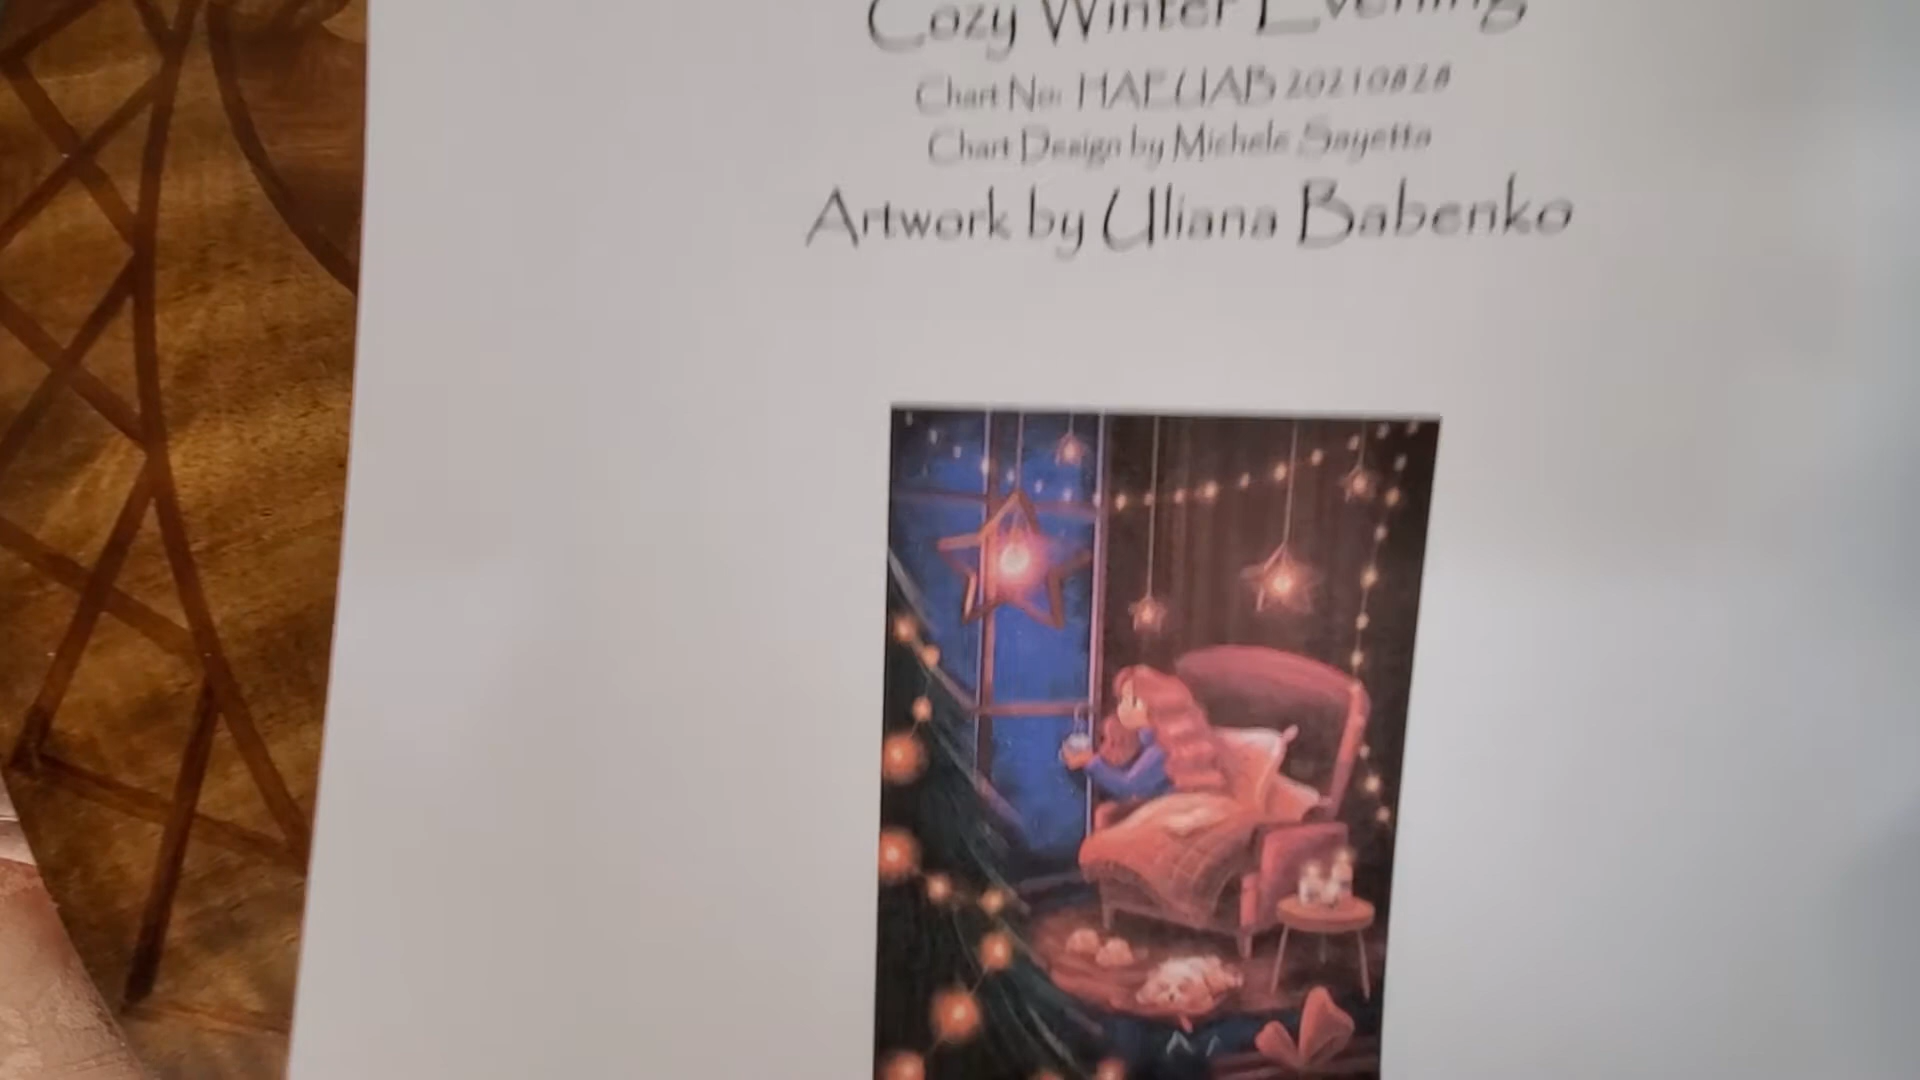 Cozy Winter Evening
Chart No: HAEUAB 20210828
Chart Design by Michele Sayetta
Artwork by Uliana Babenko